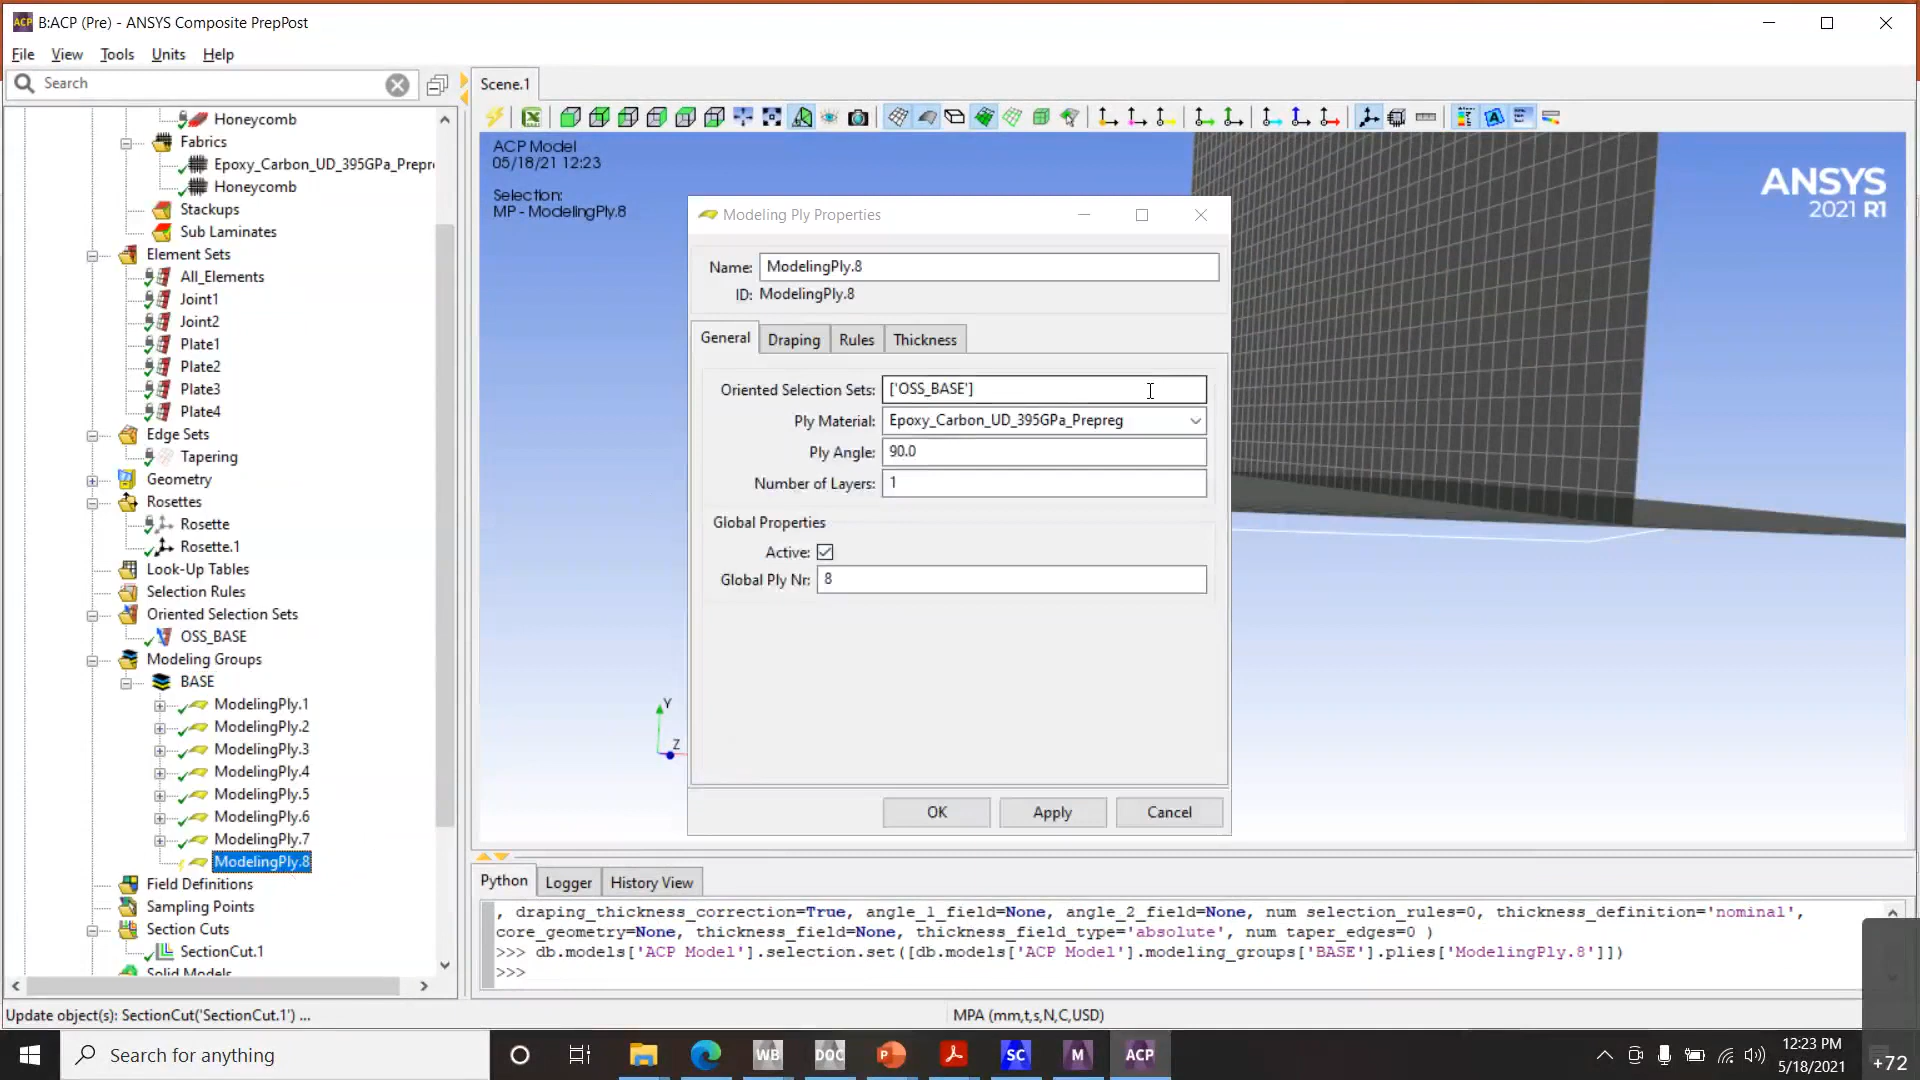 B:ACP (Pre) - ANSYS Composite PrepPost
File View Tools Units Help
Search
Honeycomb
Fabrics
Epoxy_Carbon_UD_395GPa_Prepr
Honeycomb
Stackups
Sub Laminates
Element Sets
All_Elements
Joint1
Joint2
Plate1
Plate2
Plate3
Plate4
Edge Sets
Tapering
Geometry
Rosettes
Rosette
Rosette.1
Look-Up Tables
Selection Rules
Oriented Selection Sets
OSS_BASE
Modeling Groups
BASE
ModelingPly.1
ModelingPly.2
ModelingPly.3
ModelingPly.4
ModelingPly.5
ModelingPly.6
ModelingPly.7
ModelingPly.8
Field Definitions
Sampling Points
Section Cuts
SectionCut.1
Solid Models
Scene.1
ACP Model
05/18/21 12:23
Selection:
MP - ModelingPly.8
ANSYS
2021 R1
Y
Z
Modeling Ply Properties
Name: ModelingPly.8
ID: ModelingPly.8
General Draping Rules Thickness
Oriented Selection Sets: ['OSS_BASE']
Ply Material: Epoxy_Carbon_UD_395GPa_Prepreg
Ply Angle: 90.0
Number of Layers: 1
Global Properties
Active:
Global Ply Nr: 8
OK Apply Cancel
Python Logger History View
, draping_thickness_correction=True, angle_1_field=None, angle_2_field=None, num selection_rules=0, thickness_definition='nominal',
core_geometry=None, thickness_field=None, thickness_field_type='absolute', num taper_edges=0 )
>>> db.models['ACP Model'].selection.set([db.models['ACP Model'].modeling_groups['BASE'].plies['ModelingPly.8']])
>>>
Update object(s): SectionCut('SectionCut.1') ...
MPA (mm,t,s,N,C,USD)
Search for anything
WB
DOC
SC
M
ACP
12:23 PM
5/18/2021
+72